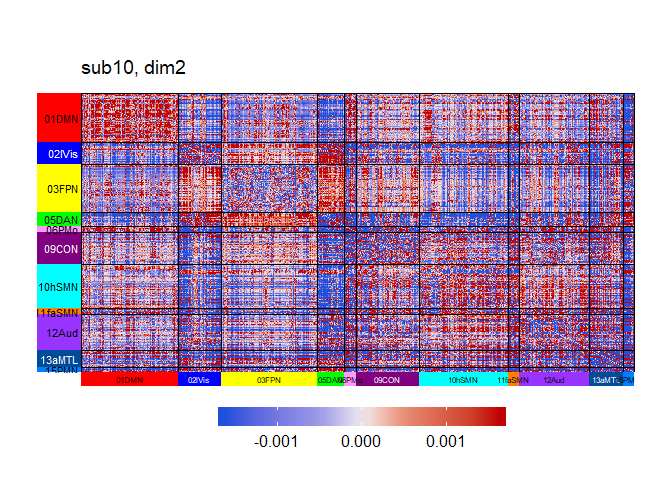 sub10, dim2
01DMN
02lVis
03FPN
05DAN
06PMo
09CON
10hSMN
11faSMN
12Aud
13aMTL
15PMN
01DMN
02lVis
03FPN
05DAN
09CON
10hSMN
11faSMN
12Aud
-0.001
0.000
0.001